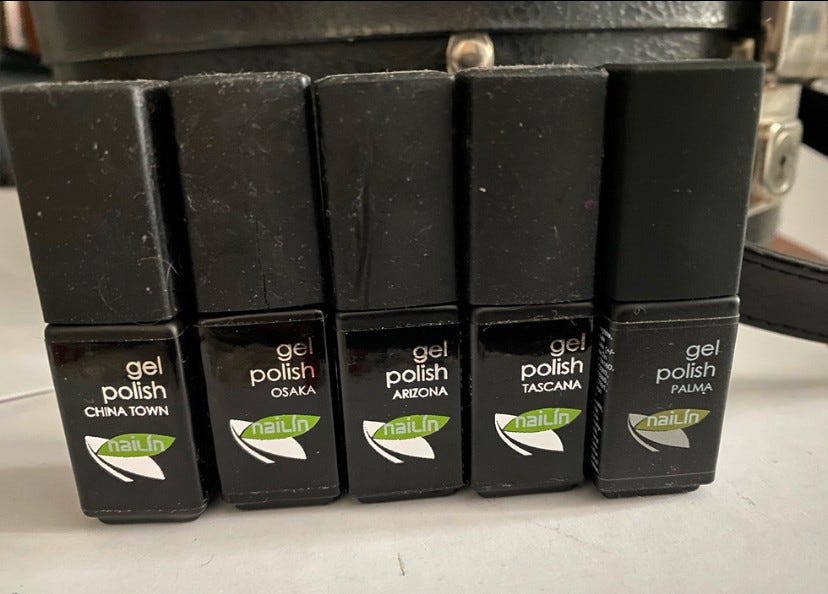 gel
polish
CHINA TOWN
naiLin
gel
polish
OSAKA
naiLin
gel
polish
ARIZONA
naiLin
gel
polish
TASCANA
naiLin
gel
polish
PALMA
naiLin